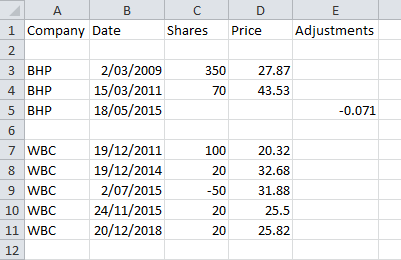 A B C D E
1 Company Date Shares Price Adjustments
2
3 BHP 2/03/2009 350 27.87
4 BHP 15/03/2011 70 43.53
5 BHP 18/05/2015 -0.071
6
7 WBC 19/12/2011 100 20.32
8 WBC 19/12/2014 20 32.68
9 WBC 2/07/2015 -50 31.88
10 WBC 24/11/2015 20 25.5
11 WBC 20/12/2018 20 25.82
12